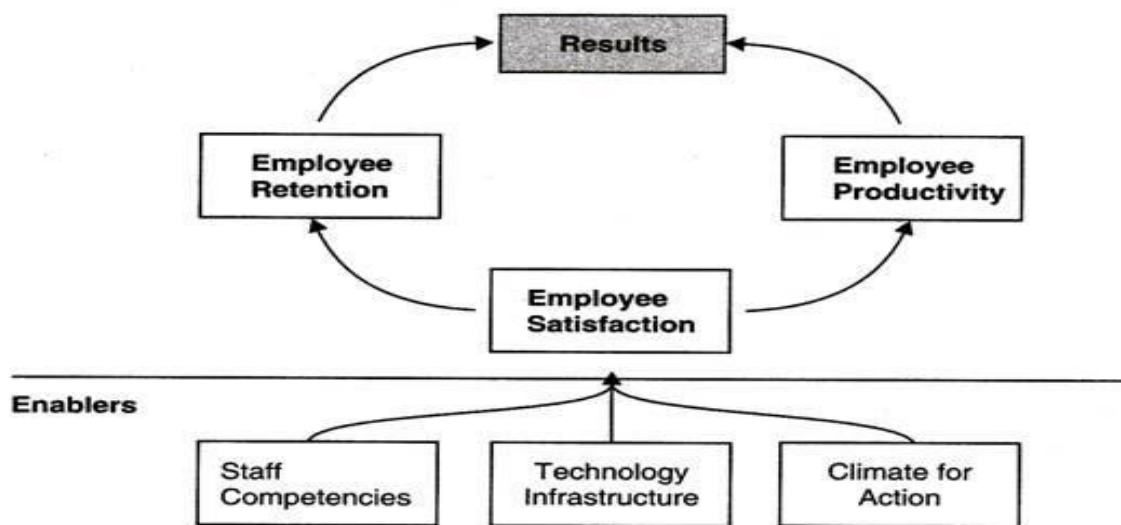 Results
Employee
Retention
Employee
Productivity
Employee
Satisfaction
Enablers
Staff
Competencies
Technology
Infrastructure
Climate for
Action